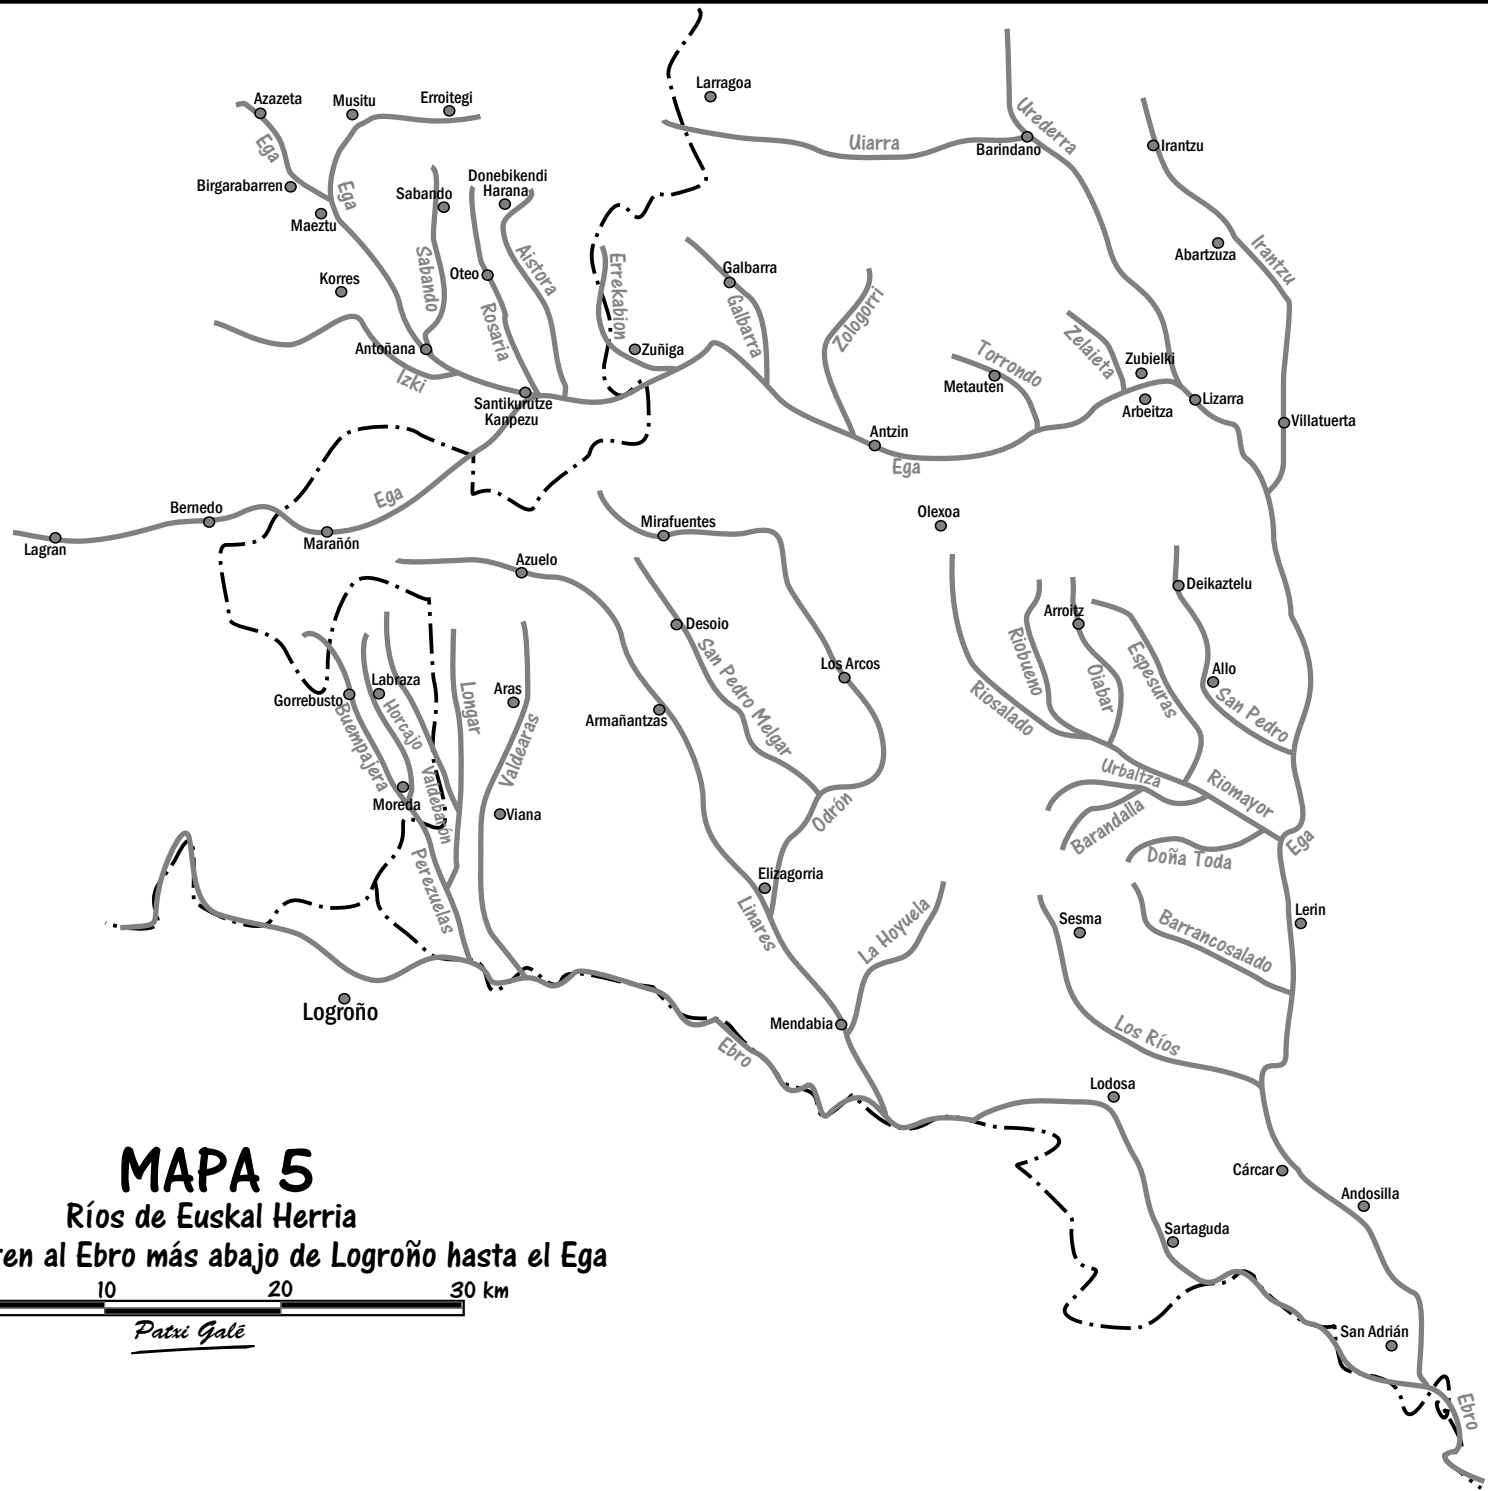 Larragoa
Azazeta
Musitu
Erroitegi
Ega
Urederra
Uiarra
Barindano
Irantzu
Birgarabarren
Ega
Maeztu
Sabando
Donebikendi
Harana
Korres
Sabando
Oteo
Rosaria
Aistora
Errekabion
Galbarra
Galbarra
Zologorri
Abartzuza
Irantzu
Antoñana
Izki
Zuñiga
Torrondo
Metauten
Zelaieta
Zubielki
Arbeitza
Lizarra
Villatuerta
Santikurutze
Kanpezu
Antzin
Ega
Ega
Bernedo
Lagran
Marañón
Mirafuentes
Olexoa
Azuelo
Deikaztelu
Desoio
San Pedro Melgar
Los Arcos
Arroitz
Riobueno
Oiabar
Espesuras
Allo
San Pedro
Riosalado
Gorrebusto
Labraza
Buempajera
Horcajo
Longar
Aras
Valdearas
Armañantzas
Valdebarón
Moreda
Viana
Odrón
Urbaltza
Riomayor
Barandalla
Doña Toda
Ega
Perezuelas
Elizagorria
Linares
La Hoyuela
Sesma
Barrancosalado
Lerin
Logroño
Mendabia
Ebro
Los Ríos
Lodosa
Cárcar
Andosilla
Sartaguda
San Adrián
Ebro
MAPA 5
Ríos de Euskal Herria
en al Ebro más abajo de Logroño hasta el Ega
10 20 30 km
Patxi Galé